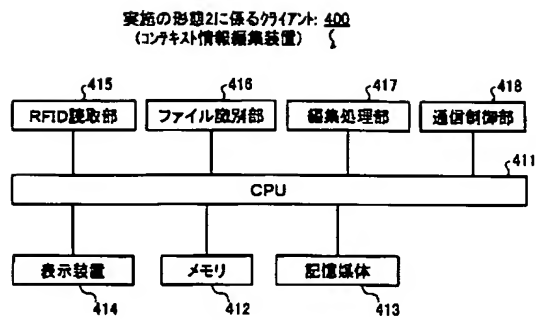 実施の形態2に係るクライアント: 400
(コンテキスト情報編集装置)
415 416 417 418
RFID読取部 ファイル識別部 編集処理部 通信制御部
411
CPU
表示装置 メモリ 記憶媒体
414 412 413